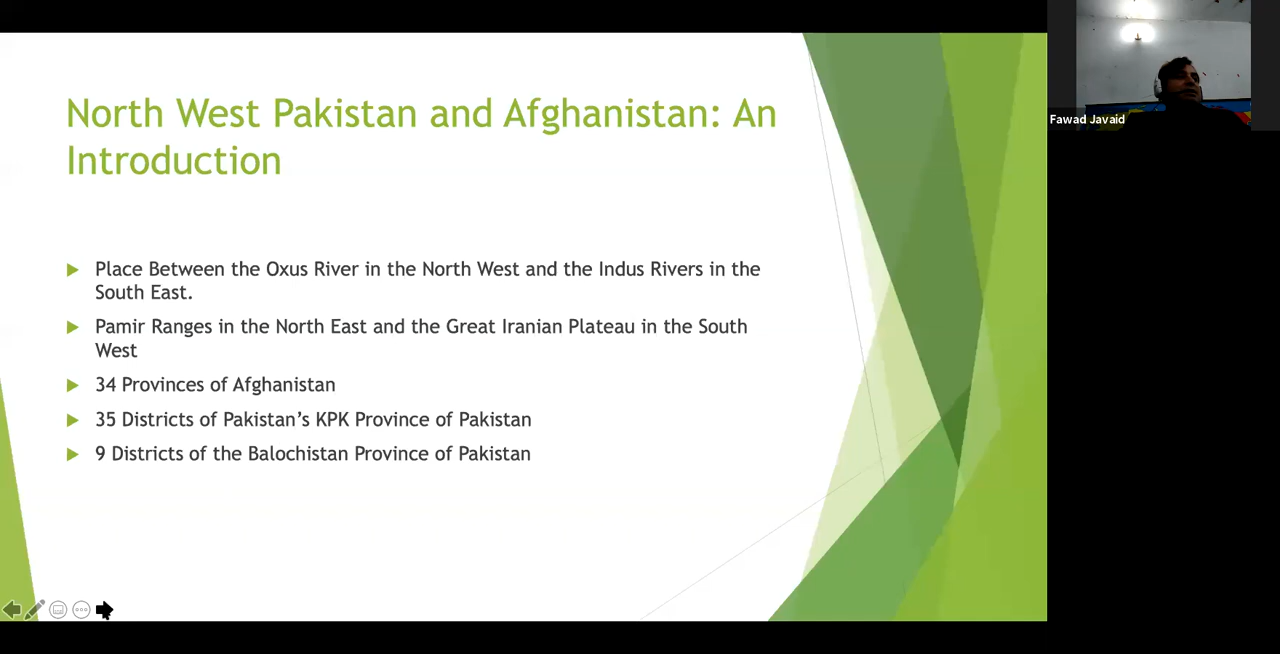 North West Pakistan and Afghanistan: An
Introduction
Place Between the Oxus River in the North West and the Indus Rivers in the
South East.
Pamir Ranges in the North East and the Great Iranian Plateau in the South
West
34 Provinces of Afghanistan
35 Districts of Pakistan’s KPK Province of Pakistan
9 Districts of the Balochistan Province of Pakistan
Fawad Javaid